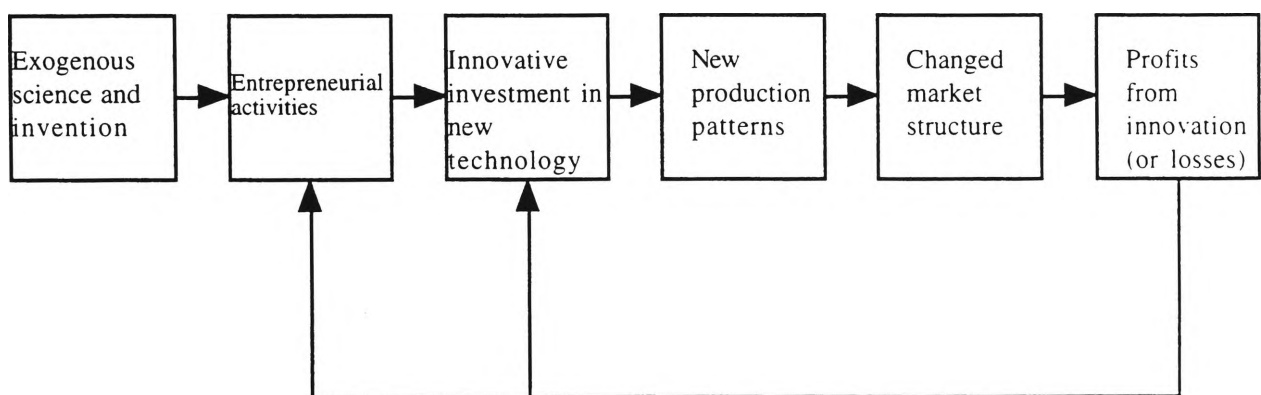 Exogenous
science and
invention
Entrepreneurial
activities
Innovative
investment in
new
technology
New
production
patterns
Changed
market
structure
Profits
from
innovation
(or losses)